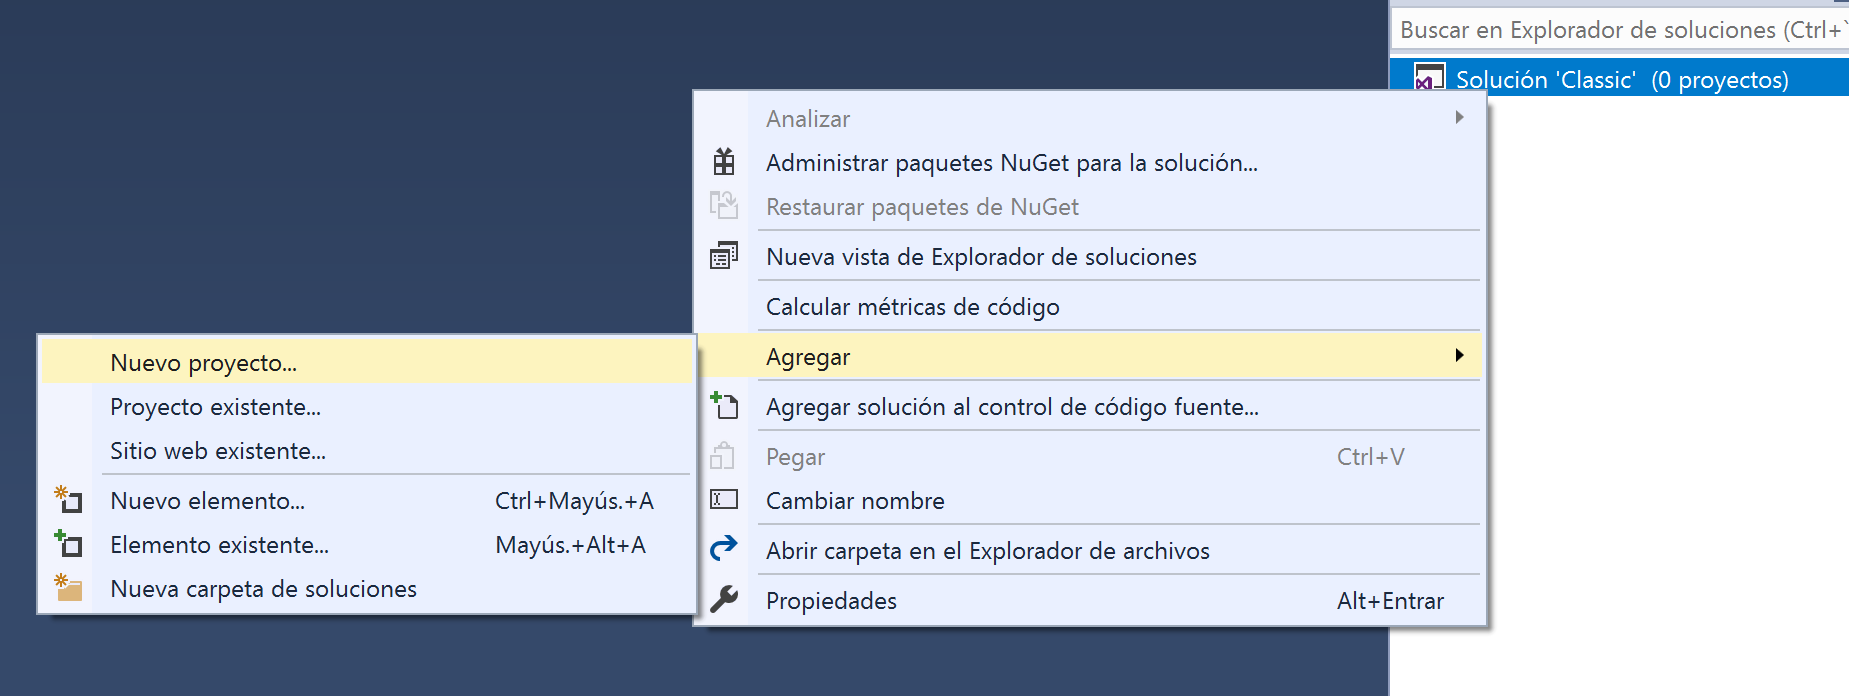 Buscar en Explorador de soluciones (Ctrl+`
Solución 'Classic' (0 proyectos)
Analizar
Administrar paquetes NuGet para la solución...
Restaurar paquetes de NuGet
Nueva vista de Explorador de soluciones
Calcular métricas de código
Agregar
Agregar solución al control de código fuente...
Pegar Ctrl+V
Cambiar nombre
Abrir carpeta en el Explorador de archivos
Propiedades Alt+Entrar
Nuevo proyecto...
Proyecto existente...
Sitio web existente...
Nuevo elemento... Ctrl+Mayús.+A
Elemento existente... Mayús.+Alt+A
Nueva carpeta de soluciones